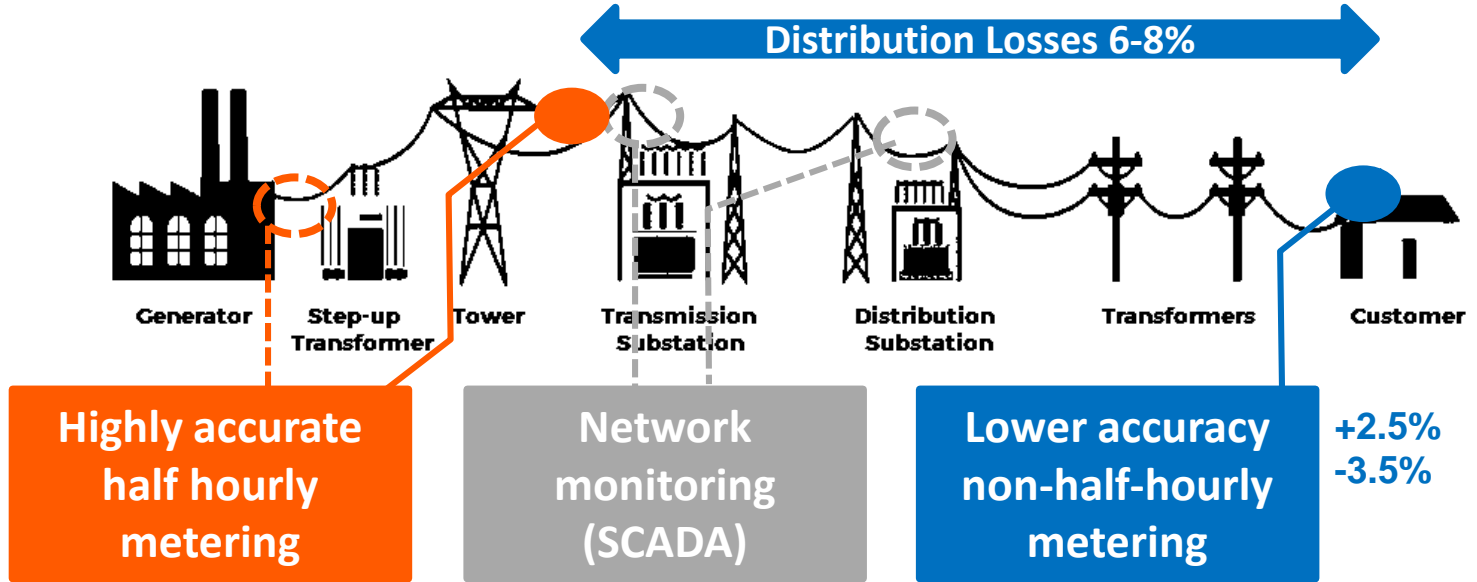 Distribution Losses 6-8%
Generator
Step-up
Transformer
Tower
Transmission
Substation
Distribution
Substation
Transformers
Customer
Highly accurate
half hourly
metering
Network
monitoring
(SCADA)
Lower accuracy
non-half-hourly
metering
+2.5%
-3.5%